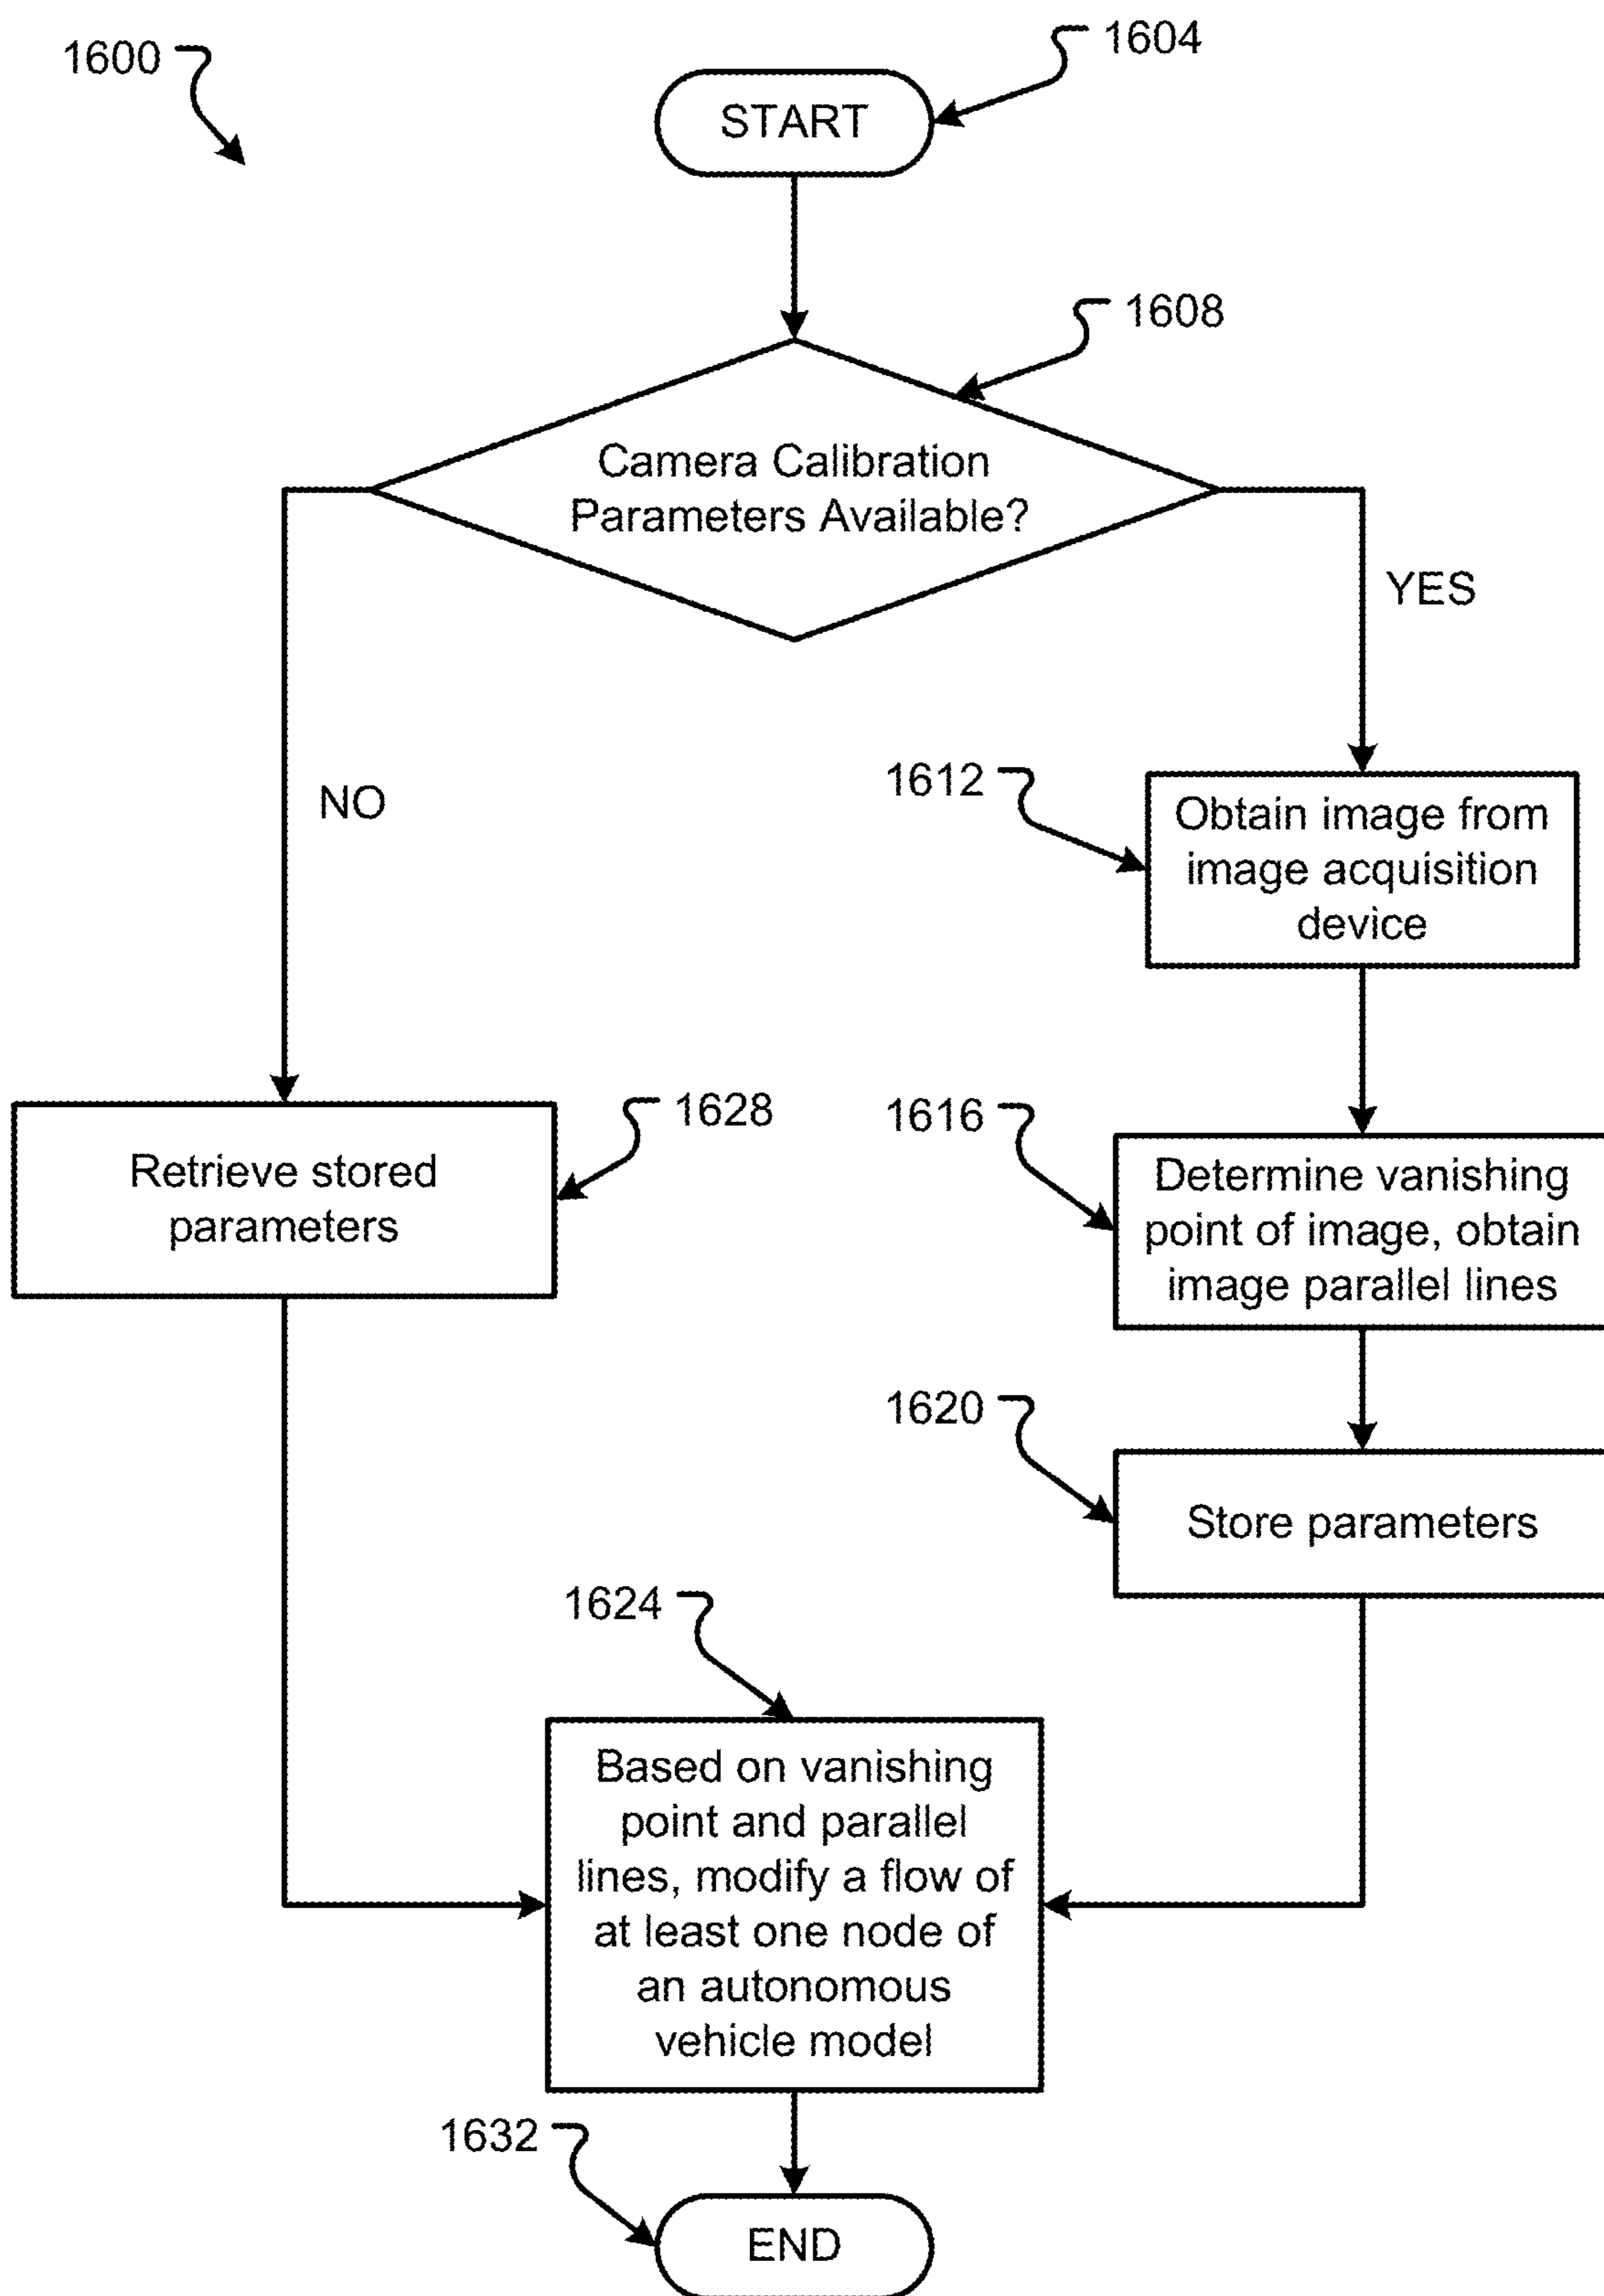 1600
1604
START
1608
Camera Calibration
Parameters Available?
YES
NO
1612
Obtain image from
image acquisition
device
1628
Retrieve stored
parameters
1616
Determine vanishing
point of image, obtain
image parallel lines
1620
Store parameters
1624
Based on vanishing
point and parallel
lines, modify a flow of
at least one node of
an autonomous
vehicle model
1632
END